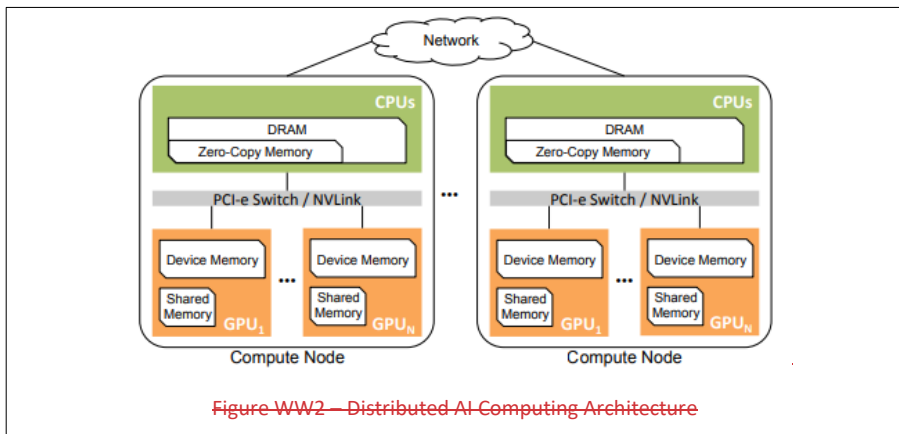 Network
CPUs
DRAM
Zero-Copy Memory
PCI-e Switch / NVLink
Device Memory
Shared
Memory
GPU1
...
Device Memory
Shared
Memory
GPUN
Compute Node
...
CPUs
DRAM
Zero-Copy Memory
PCI-e Switch / NVLink
Device Memory
Shared
Memory
GPU1
...
Device Memory
Shared
Memory
GPUN
Compute Node
Figure WW2 – Distributed AI Computing Architecture